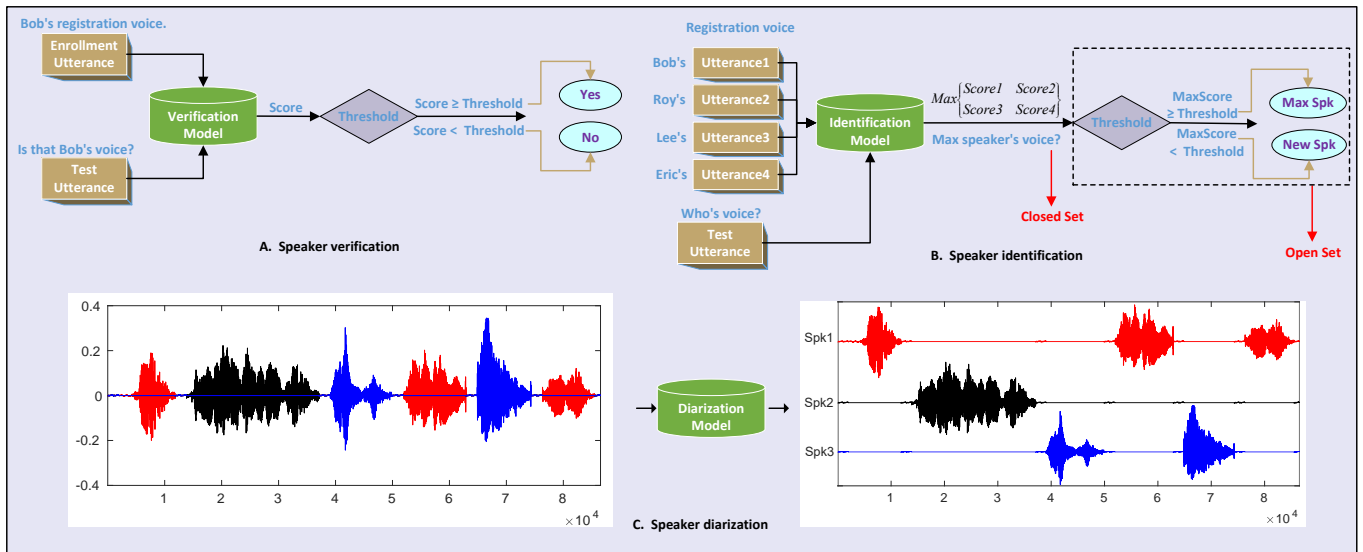 Bob's registration voice.
Enrollment
Utterance
Verification
Model
Is that Bob's voice?
Test
Utterance
Score
Threshold
Score ≥ Threshold
Score < Threshold
Yes
No
A. Speaker verification
Registration voice
Bob's
Utterance1
Roy's
Utterance2
Lee's
Utterance3
Eric's
Utterance4
Who's voice?
Test
Utterance
Identification
Model
Max{Score1 Score2
Score3 Score4}
Max speaker's voice?
Closed Set
Threshold
MaxScore
≥ Threshold
MaxScore
< Threshold
Max Spk
New Spk
Open Set
B. Speaker identification
0.4
0.2
0
-0.2
-0.4
1 2 3 4 5 6 7 8
×10^4
Diarization
Model
Spk1
Spk2
Spk3
1 2 3 4 5 6 7 8
×10^4
C. Speaker diarization